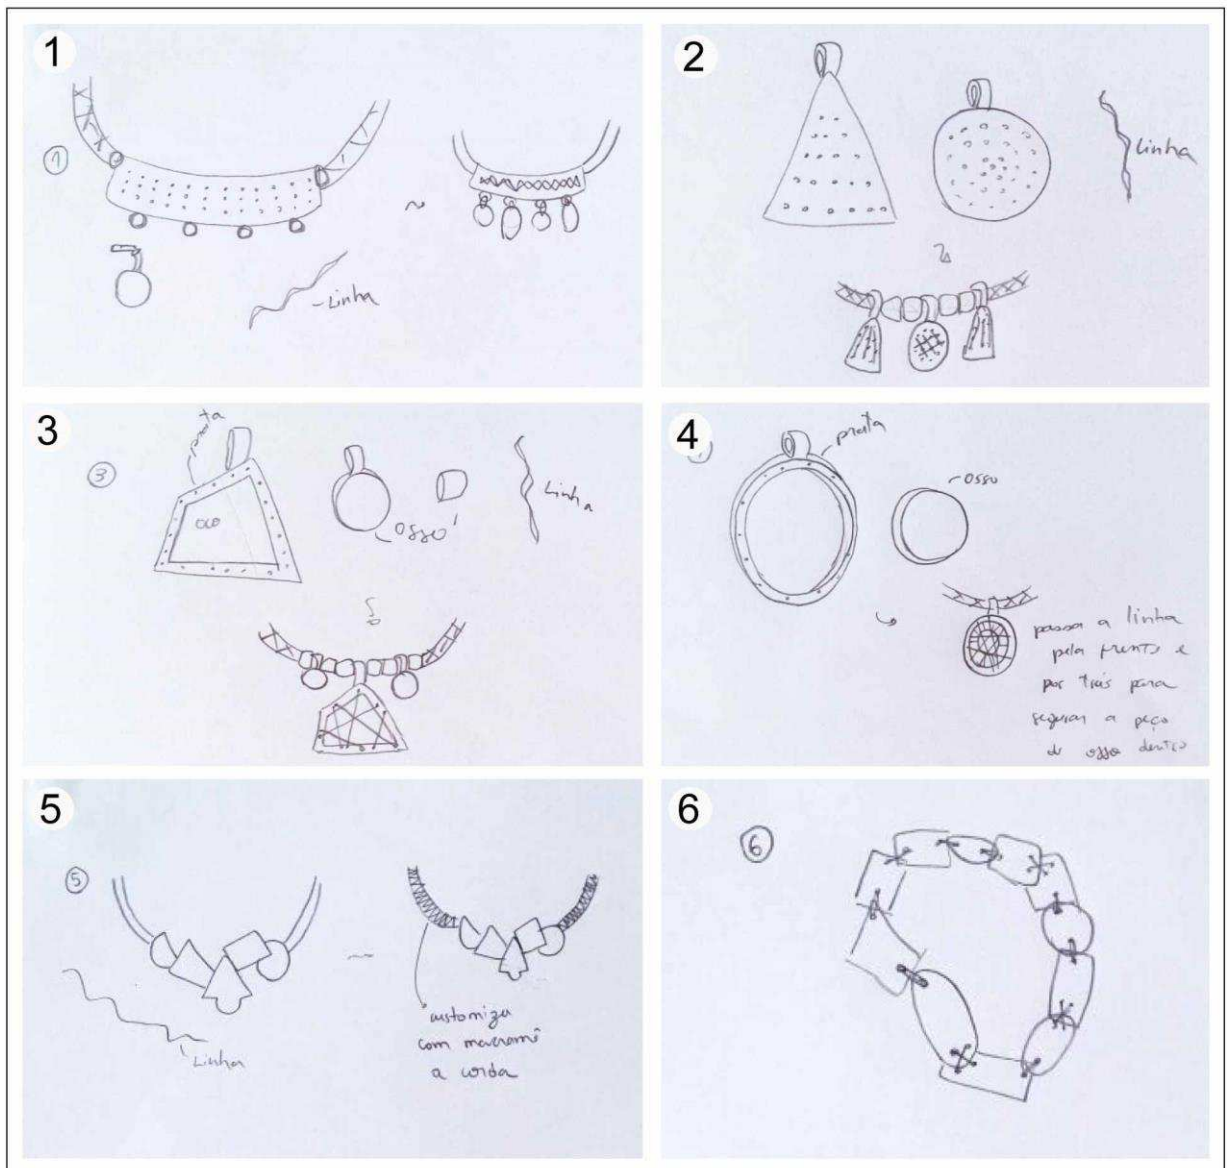 1
1
Linha
2
Linha
3
3
prata
oco
osso
Linha
4
prata
osso
passa a linha
pela frente e
por trás para
segurar a peça
de osso dentro
5
5
Linha
customiza
com macramê
a corda
6
6